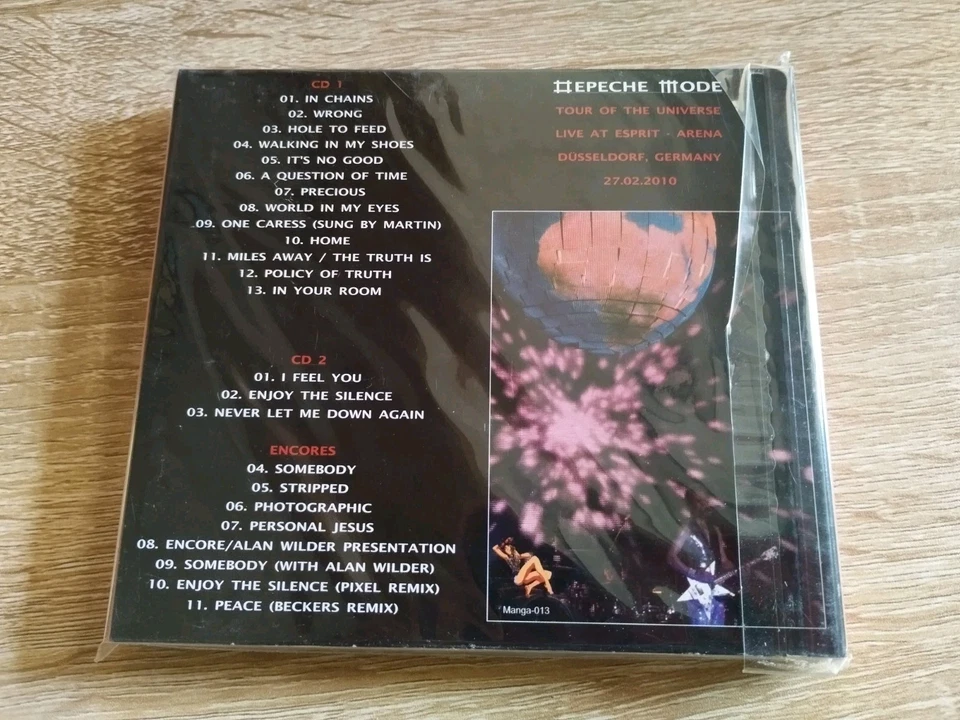 CD 1
01. IN CHAINS
02. WRONG
03. HOLE TO FEED
04. WALKING IN MY SHOES
05. IT'S NO GOOD
06. A QUESTION OF TIME
07. PRECIOUS
08. WORLD IN MY EYES
09. ONE CARESS (SUNG BY MARTIN)
10. HOME
11. MILES AWAY / THE TRUTH IS
12. POLICY OF TRUTH
13. IN YOUR ROOM
CD 2
01. I FEEL YOU
02. ENJOY THE SILENCE
03. NEVER LET ME DOWN AGAIN
ENCORES
04. SOMEBODY
05. STRIPPED
06. PHOTOGRAPHIC
07. PERSONAL JESUS
08. ENCORE/ALAN WILDER PRESENTATION
09. SOMEBODY (WITH ALAN WILDER)
10. ENJOY THE SILENCE (PIXEL REMIX)
11. PEACE (BECKERS REMIX)
DEPECHE MODE
TOUR OF THE UNIVERSE
LIVE AT ESPRIT - ARENA
DÜSSELDORF, GERMANY
27.02.2010
Manga-013